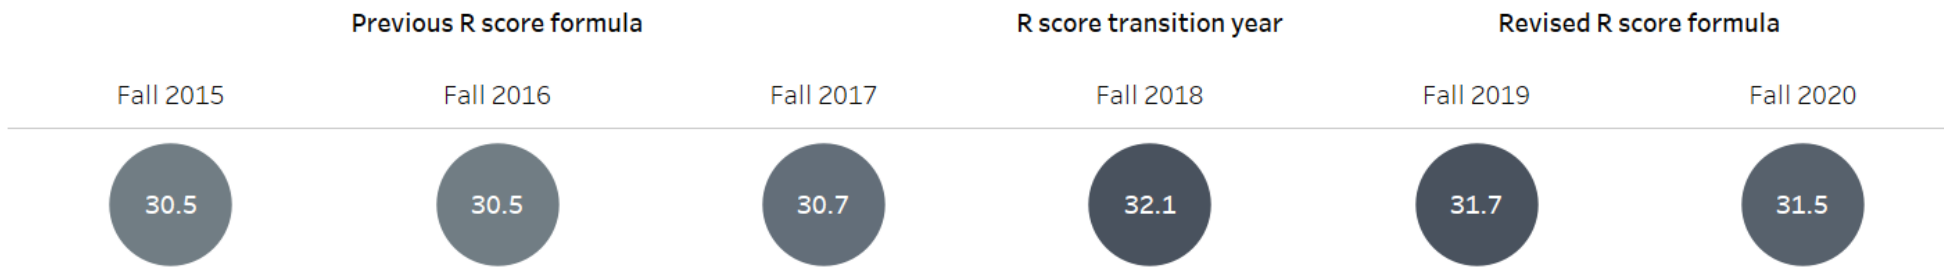 Previous R score formula R score transition year Revised R score formula
Fall 2015 Fall 2016 Fall 2017 Fall 2018 Fall 2019 Fall 2020
30.5 30.5 30.7 32.1 31.7 31.5